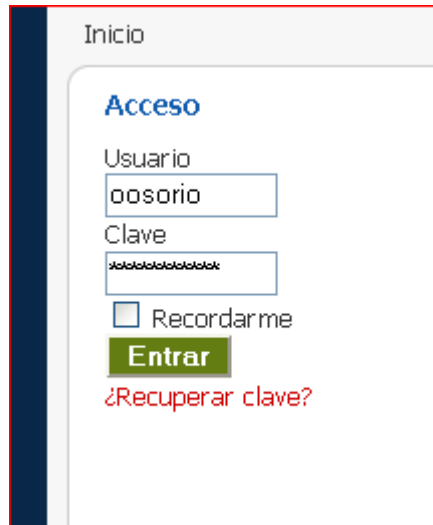 Inicio
Acceso
Usuario
oosorio
Clave
************
Recordarme
Entrar
¿Recuperar clave?